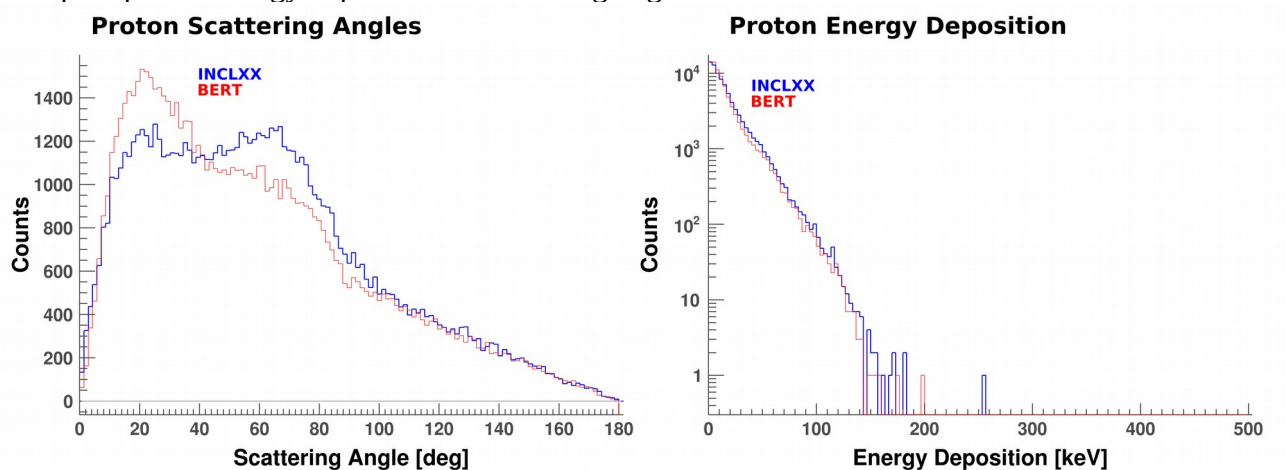 Proton Scattering Angles
INCLXX
BERT
1400
1200
1000
800
600
400
200
0
Counts
0 20 40 60 80 100 120 140 160 180
Scattering Angle [deg]
Proton Energy Deposition
INCLXX
BERT
10⁴
10³
10²
10
1
Counts
0 100 200 300 400 500
Energy Deposition [keV]